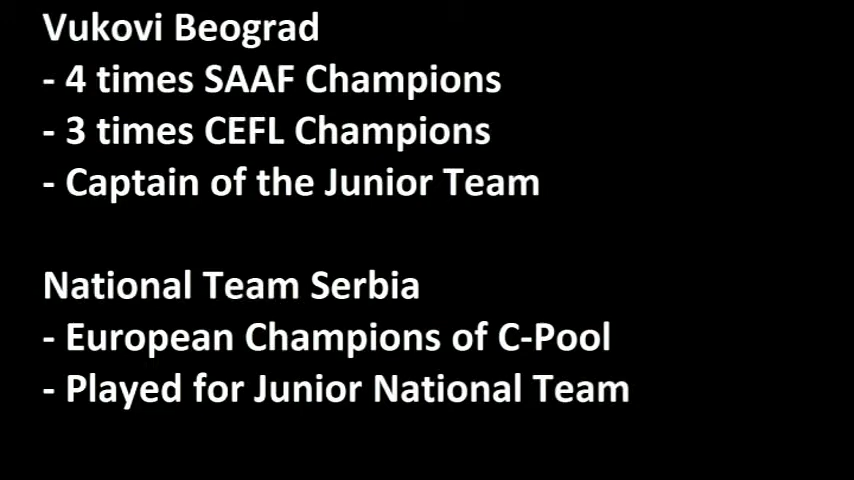 Vukovi Beograd
- 4 times SAAF Champions
- 3 times CEFL Champions
- Captain of the Junior Team
National Team Serbia
- European Champions of C-Pool
- Played for Junior National Team